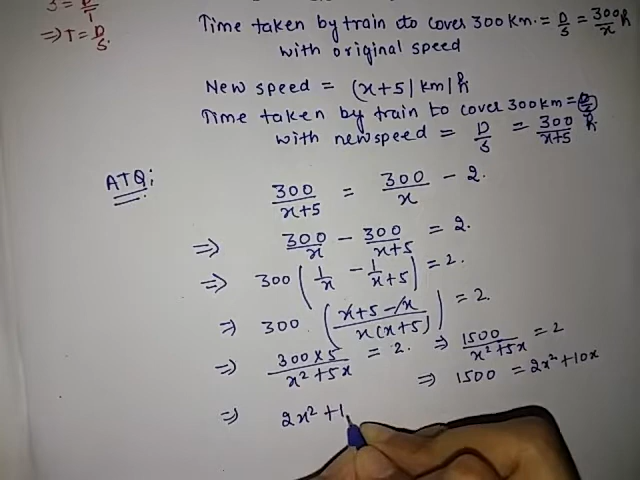 S = D/T
⇒ T = D/S.
Time taken by train to cover 300 km. = D/S = 300/x h
with original speed
New speed = (x+5) km/h
Time taken by train to cover 300 km = D/S
with new speed = D/S = 300/x+5 h
ATQ;
300/x+5 = 300/x - 2.
⇒ 300/x - 300/x+5 = 2.
⇒ 300 (1/x - 1/x+5) = 2.
⇒ 300 (x+5-x/x(x+5)) = 2.
⇒ 300×5/x²+5x = 2. ⇒ 1500/x²+5x = 2
⇒ 1500 = 2x²+10x
⇒ 2x²+1